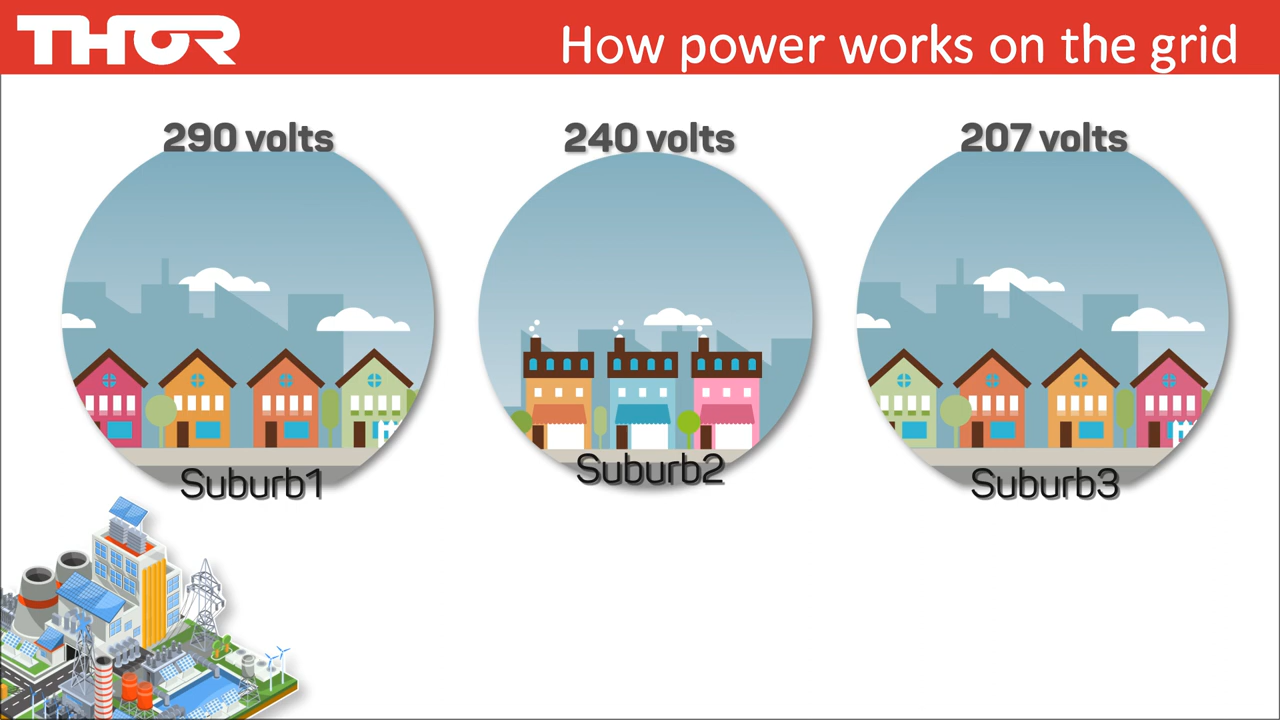 THOR
How power works on the grid
290 volts
240 volts
207 volts
Suburb1
Suburb2
Suburb3